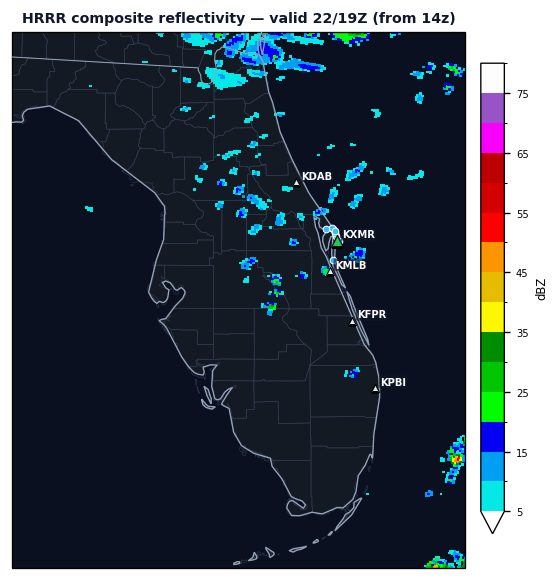 HRRR composite reflectivity — valid 22/19Z (from 14z)
KDAB
KXMR
KMLB
KFPR
KPBI
75
65
55
45
35
25
15
5
dBZ